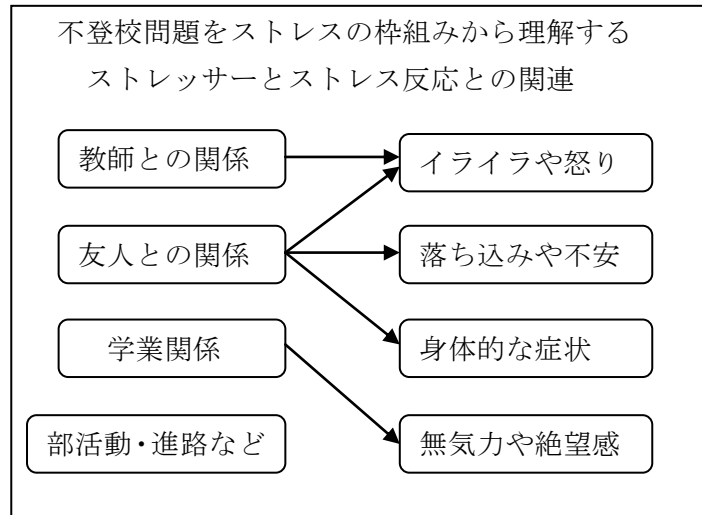 不登校問題をストレスの枠組みから理解する
ストレッサーとストレス反応との関連
教師との関係
イライラや怒り
友人との関係
落ち込みや不安
学業関係
身体的な症状
部活動・進路など
無気力や絶望感